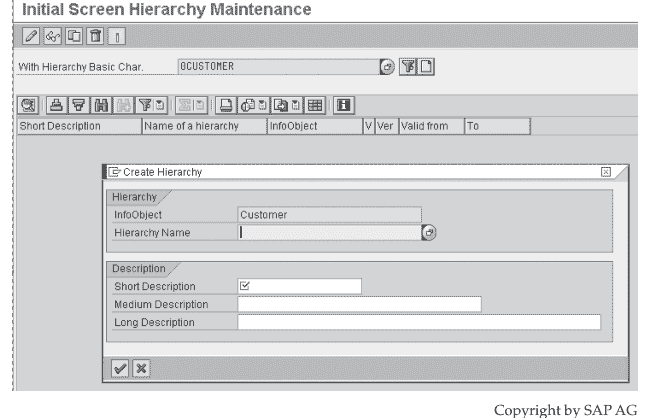 Initial Screen Hierarchy Maintenance
With Hierarchy Basic Char. 0CUSTOMER
Short Description Name of a hierarchy InfoObject V Ver Valid from To
Create Hierarchy
Hierarchy
InfoObject Customer
Hierarchy Name
Description
Short Description
Medium Description
Long Description
Copyright by SAP AG